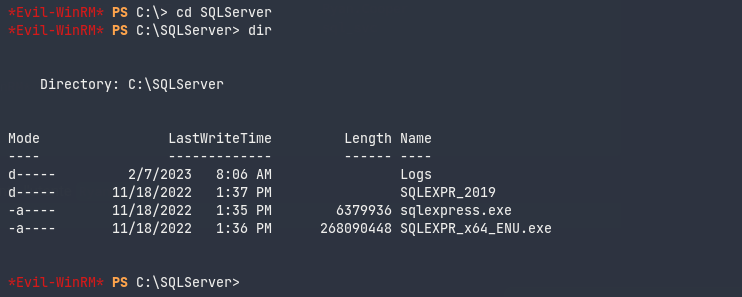 *Evil-WinRM* PS C:\> cd SQLServer
*Evil-WinRM* PS C:\SQLServer> dir
Directory: C:\SQLServer
Mode                LastWriteTime         Length Name
----                -------------         ------ ----
d-----         2/7/2023   8:06 AM                Logs
d-----       11/18/2022   1:37 PM                SQLEXPR_2019
-a----       11/18/2022   1:35 PM        6379936 sqlexpress.exe
-a----       11/18/2022   1:36 PM      268090448 SQLEXPR_x64_ENU.exe
*Evil-WinRM* PS C:\SQLServer>